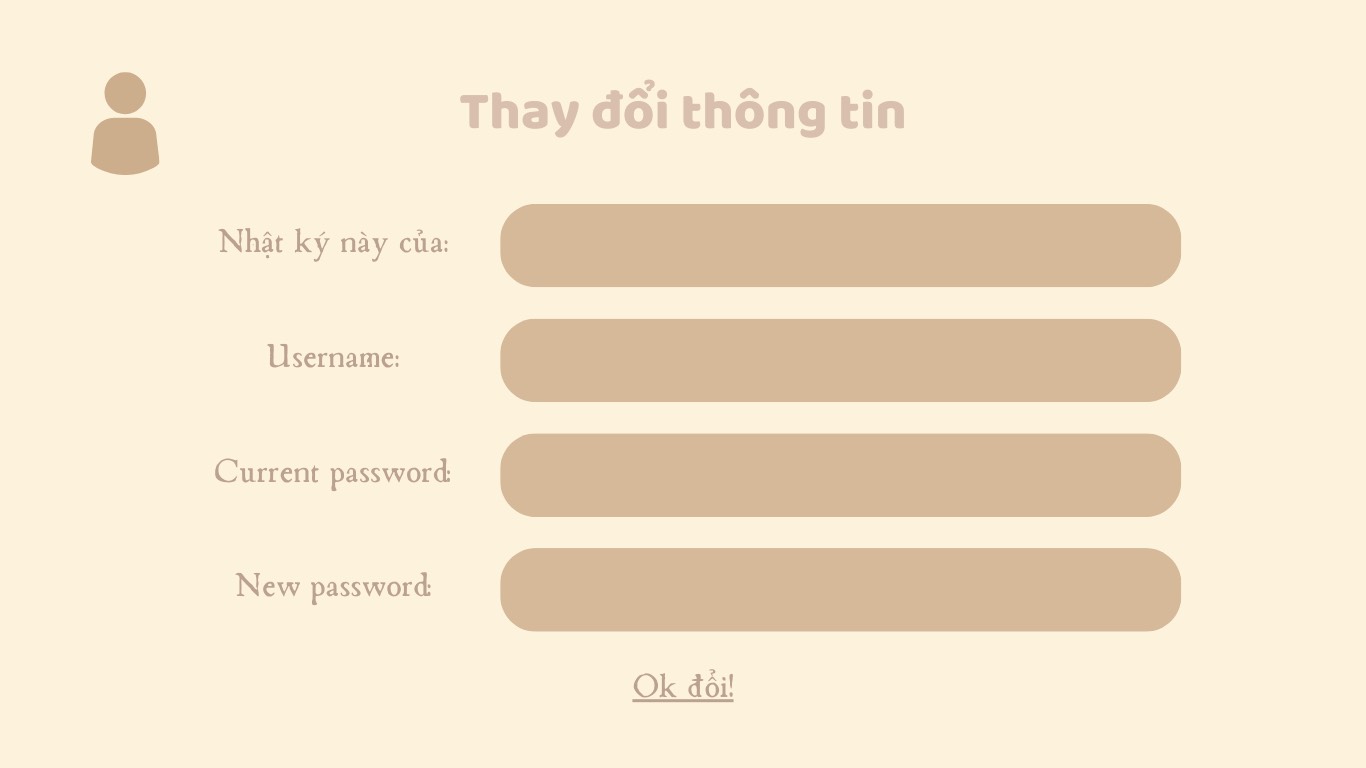 Thay đổi thông tin
Nhật ký này của:
Username:
Current password:
New password:
Ok đổi!